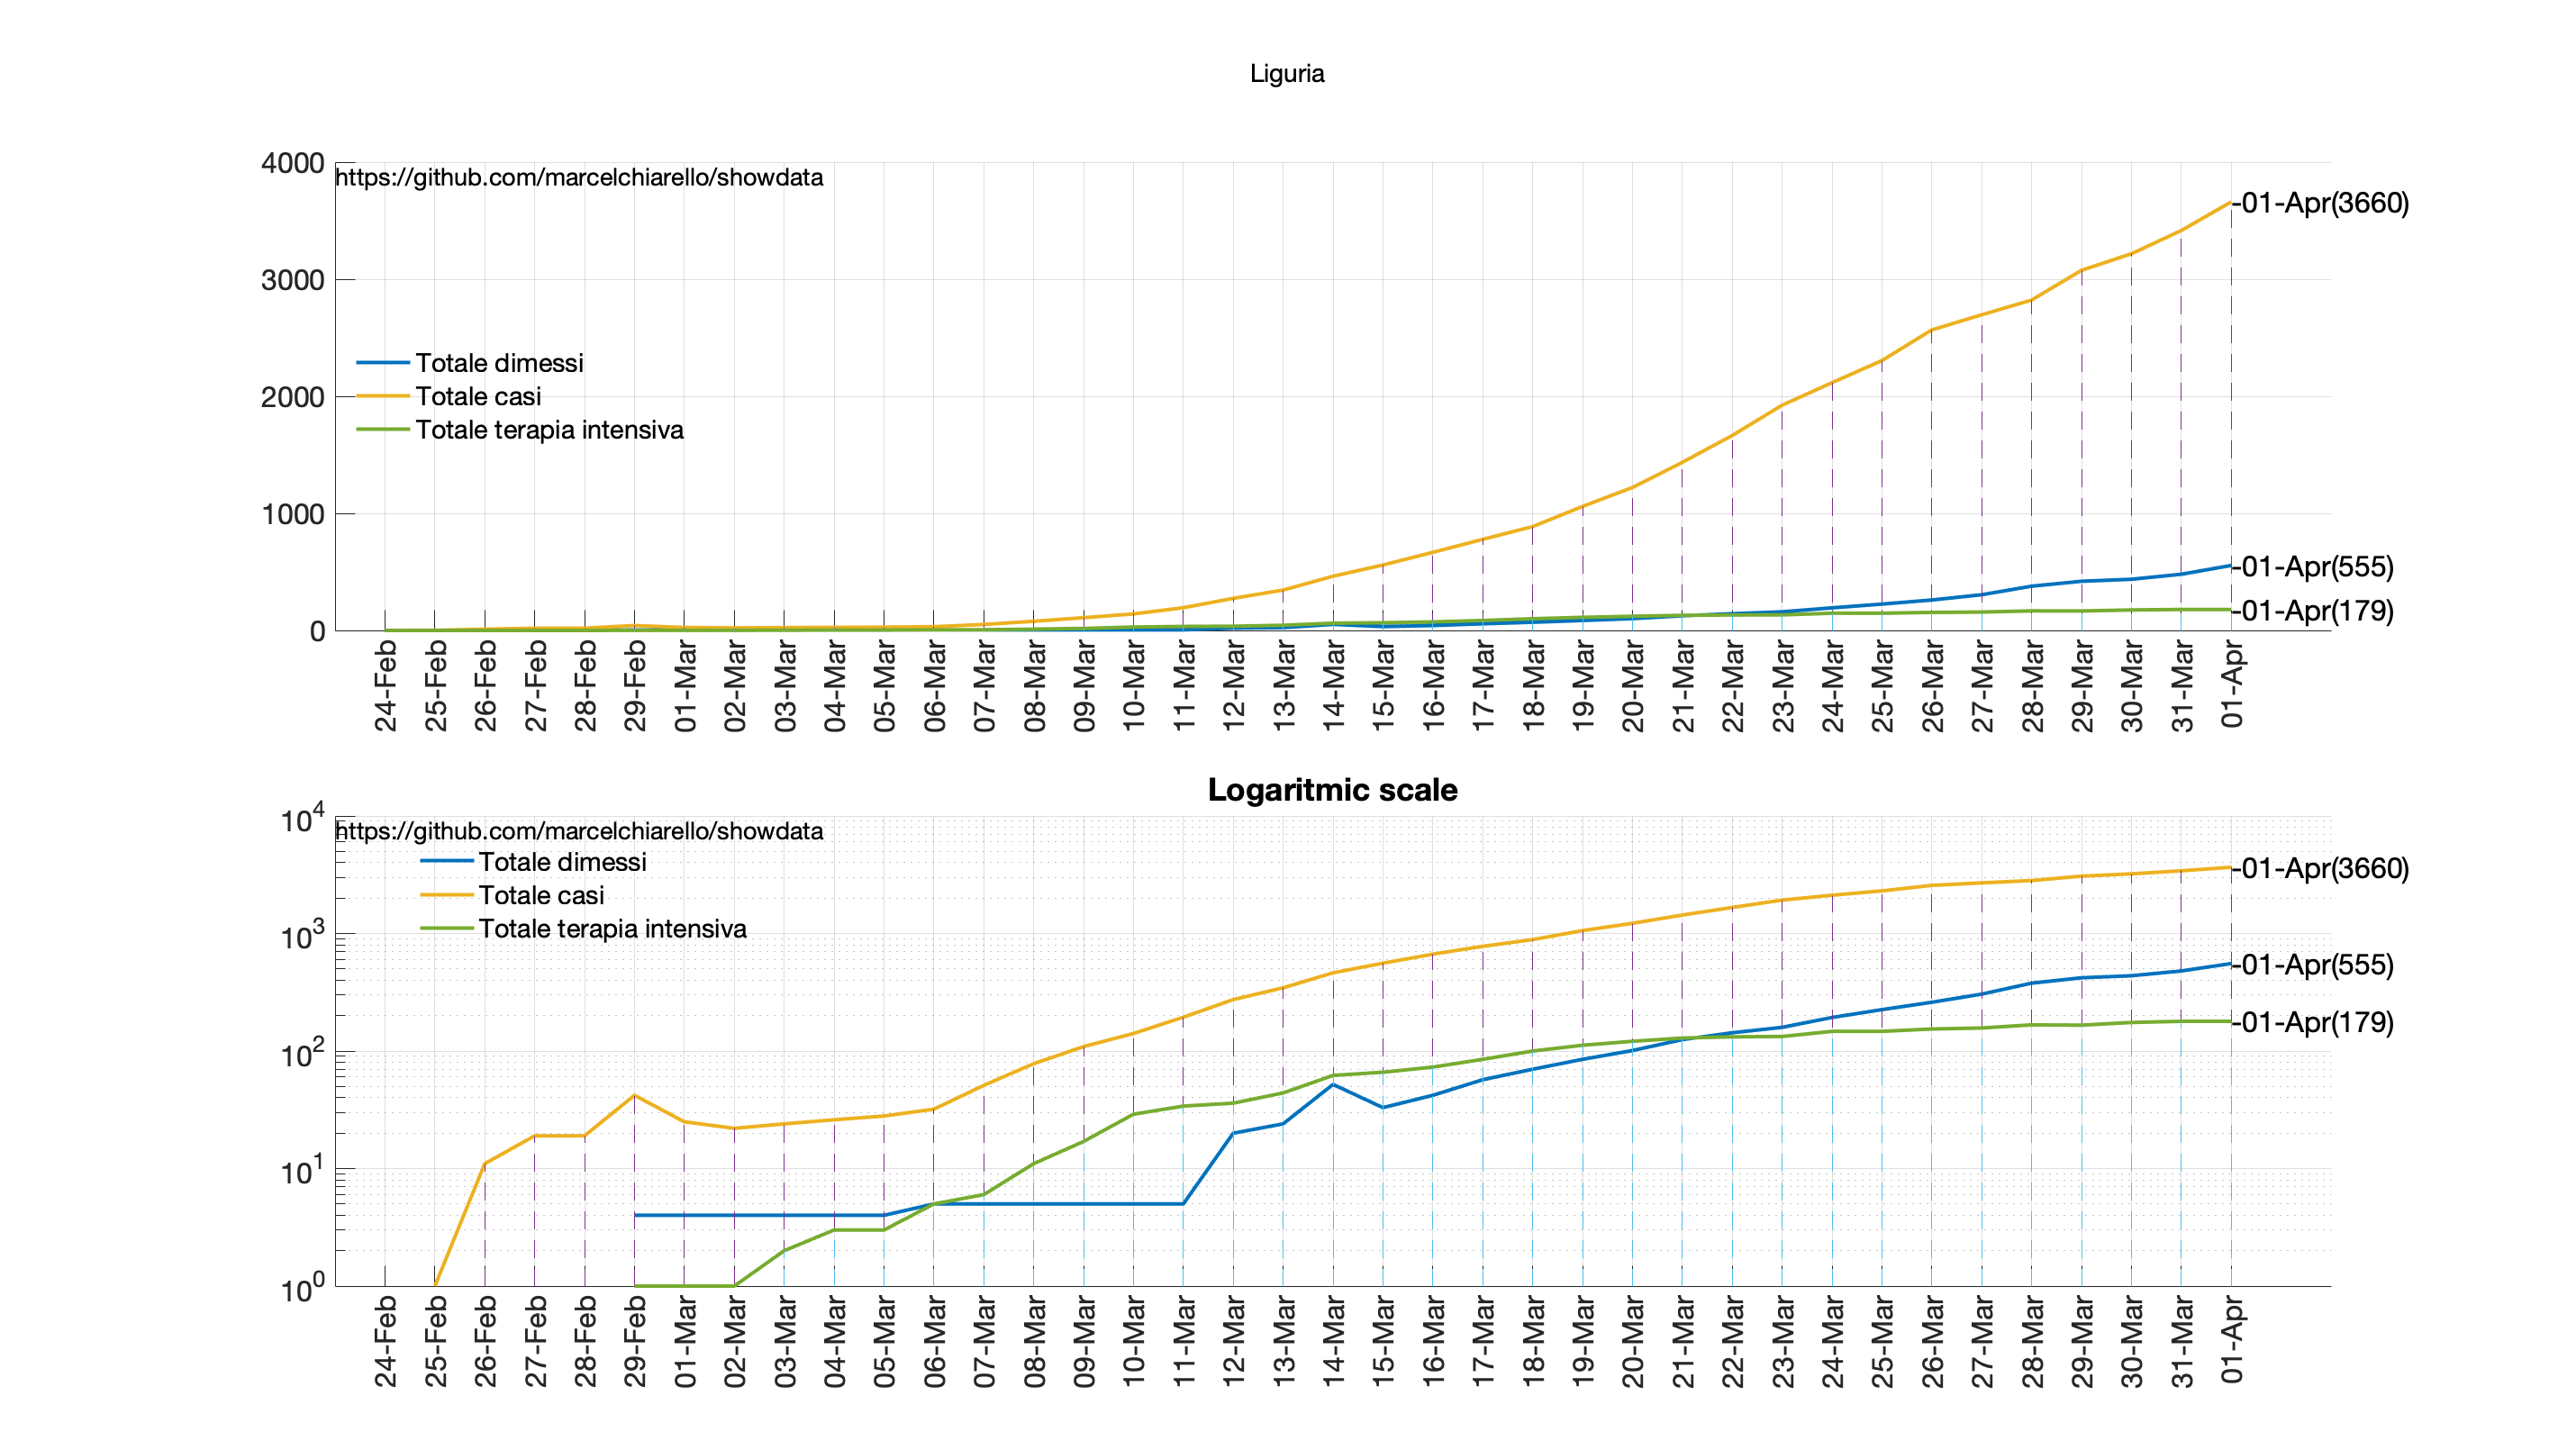 Liguria
4000
https://github.com/marcelchiarello/showdata
-01-Apr(3660)
3000
Totale dimessi
2000
Totale casi
Totale terapia intensiva
1000
-01-Apr(555)
-01-Apr(179)
0
24-Feb 25-Feb 26-Feb 27-Feb 28-Feb 29-Feb 01-Mar 02-Mar 03-Mar 04-Mar 05-Mar 06-Mar 07-Mar 08-Mar 09-Mar 10-Mar 11-Mar 12-Mar 13-Mar 14-Mar 15-Mar 16-Mar 17-Mar 18-Mar 19-Mar 20-Mar 21-Mar 22-Mar 23-Mar 24-Mar 25-Mar 26-Mar 27-Mar 28-Mar 29-Mar 30-Mar 31-Mar 01-Apr
Logaritmic scale
10^4
https://github.com/marcelchiarello/showdata
Totale dimessi
-01-Apr(3660)
Totale casi
Totale terapia intensiva
10^3
-01-Apr(555)
-01-Apr(179)
10^2
10^1
10^0
24-Feb 25-Feb 26-Feb 27-Feb 28-Feb 29-Feb 01-Mar 02-Mar 03-Mar 04-Mar 05-Mar 06-Mar 07-Mar 08-Mar 09-Mar 10-Mar 11-Mar 12-Mar 13-Mar 14-Mar 15-Mar 16-Mar 17-Mar 18-Mar 19-Mar 20-Mar 21-Mar 22-Mar 23-Mar 24-Mar 25-Mar 26-Mar 27-Mar 28-Mar 29-Mar 30-Mar 31-Mar 01-Apr